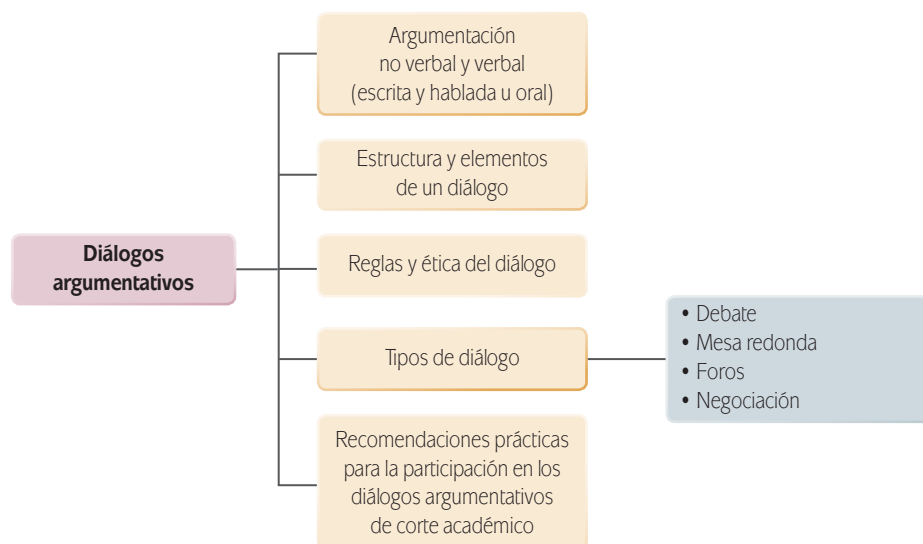 Diálogos
argumentativos
Argumentación
no verbal y verbal
(escrita y hablada u oral)
Estructura y elementos
de un diálogo
Reglas y ética del diálogo
Tipos de diálogo
• Debate
• Mesa redonda
• Foros
• Negociación
Recomendaciones prácticas
para la participación en los
diálogos argumentativos
de corte académico